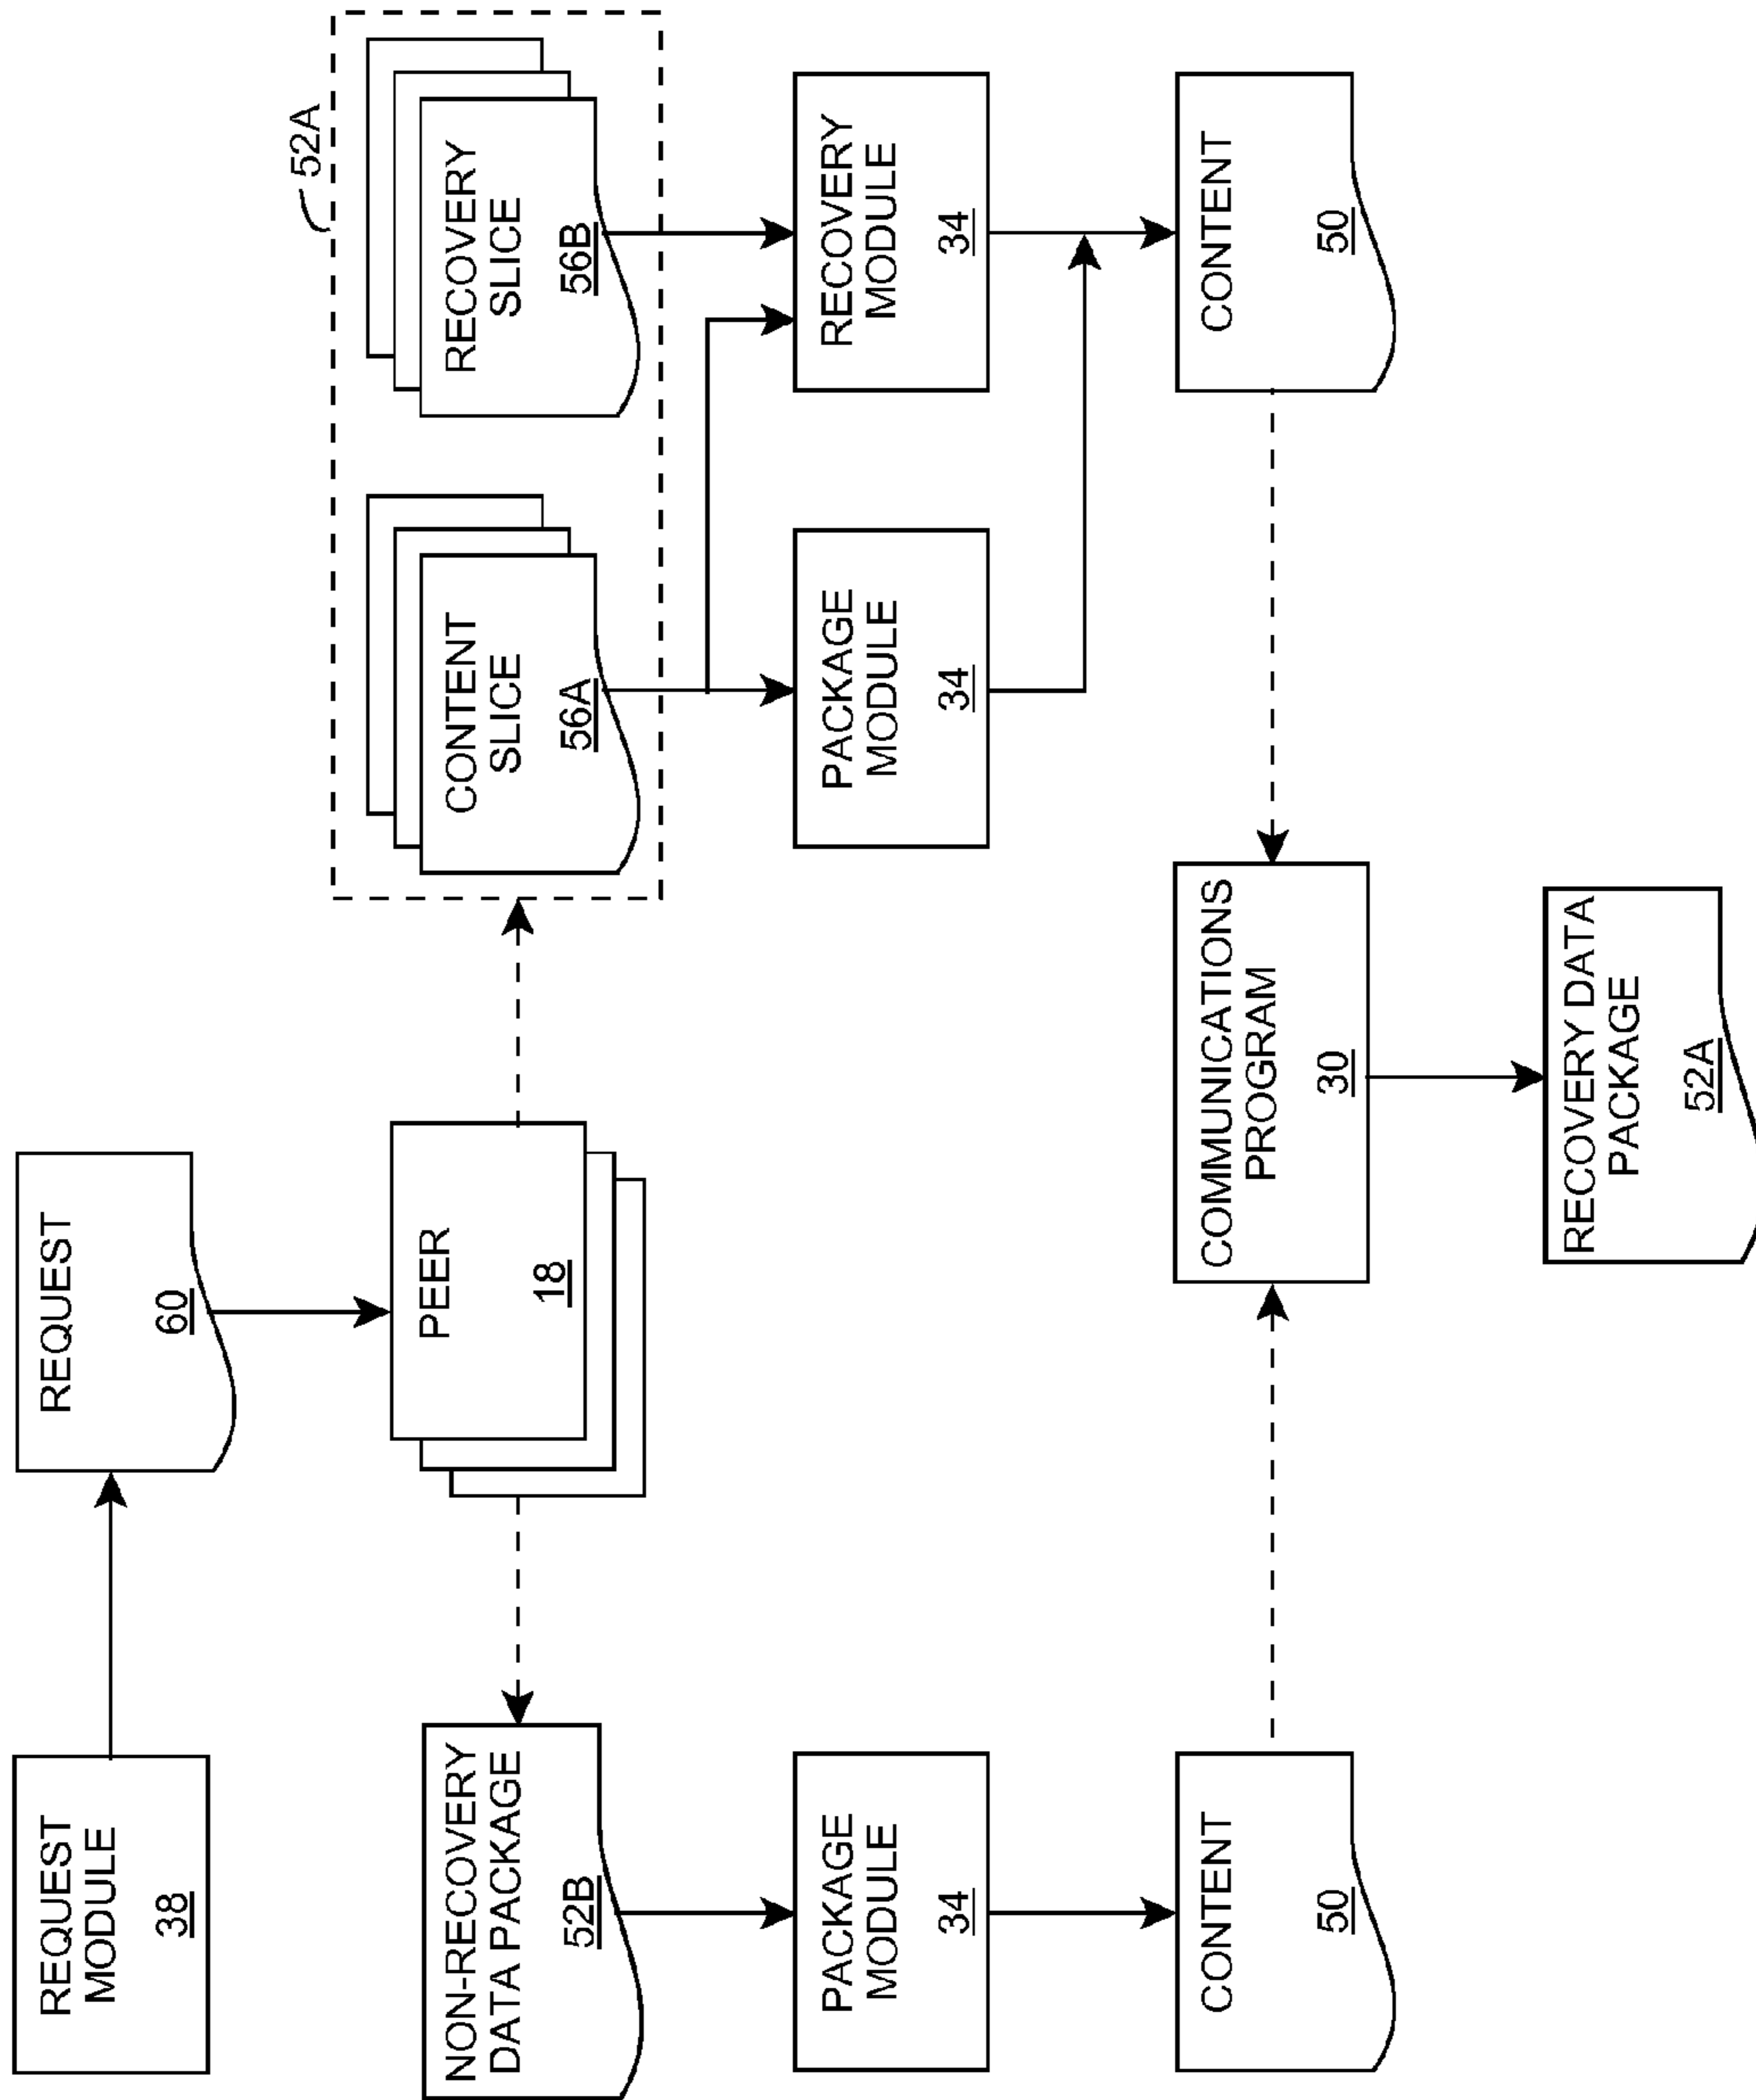 REQUEST
MODULE
38
REQUEST
60
52A
NON-RECOVERY
DATA PACKAGE
52B
PEER
18
CONTENT
SLICE
56A
RECOVERY
SLICE
56B
PACKAGE
MODULE
34
PACKAGE
MODULE
34
RECOVERY
MODULE
34
CONTENT
50
COMMUNICATIONS
PROGRAM
30
CONTENT
50
RECOVERY DATA
PACKAGE
52A